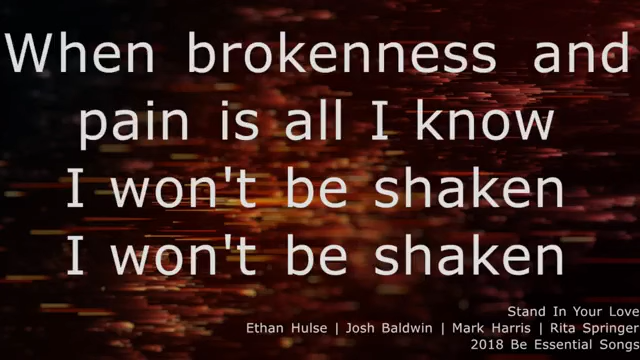 When brokenness and
pain is all I know
I won't be shaken
I won't be shaken
Stand In Your Love
Ethan Hulse | Josh Baldwin | Mark Harris | Rita Springer
2018 Be Essential Songs